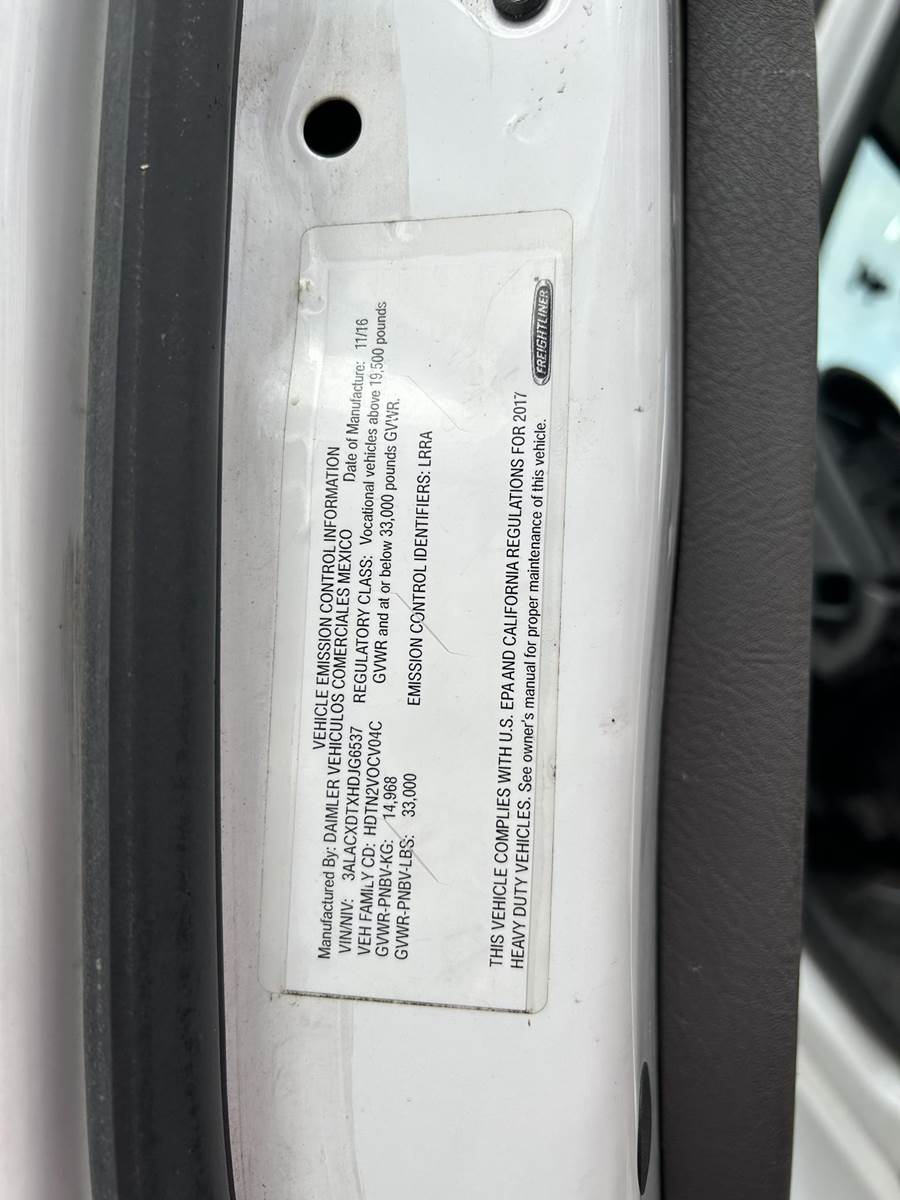 VEHICLE EMISSION CONTROL INFORMATION
Manufactured By: DAIMLER VEHICULOS COMERCIALES MEXICO Date of Manufacture: 11/16
VIN/NIV: 3ALACXDTXHDJG6537 REGULATORY CLASS: Vocational vehicles above 19,500 pounds
VEH FAMILY CD: HDTN2VOCV04C GVWR and at or below 33,000 pounds GVWR.
GVWR-PNBV-KG: 14,968
GVWR-PNBV-LBS: 33,000 EMISSION CONTROL IDENTIFIERS: LRRA
THIS VEHICLE COMPLIES WITH U.S. EPA AND CALIFORNIA REGULATIONS FOR 2017
HEAVY DUTY VEHICLES. See owner's manual for proper maintenance of this vehicle.
FREIGHTLINER